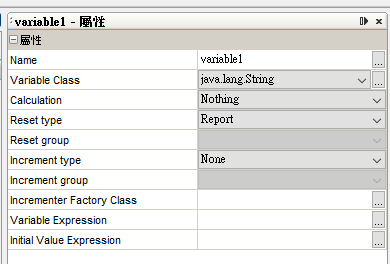 variable1 - 屬性
屬性
Name variable1 ...
Variable Class java.lang.String ...
Calculation Nothing
Reset type Report
Reset group
Increment type None
Increment group
Incrementer Factory Class ...
Variable Expression ...
Initial Value Expression ...